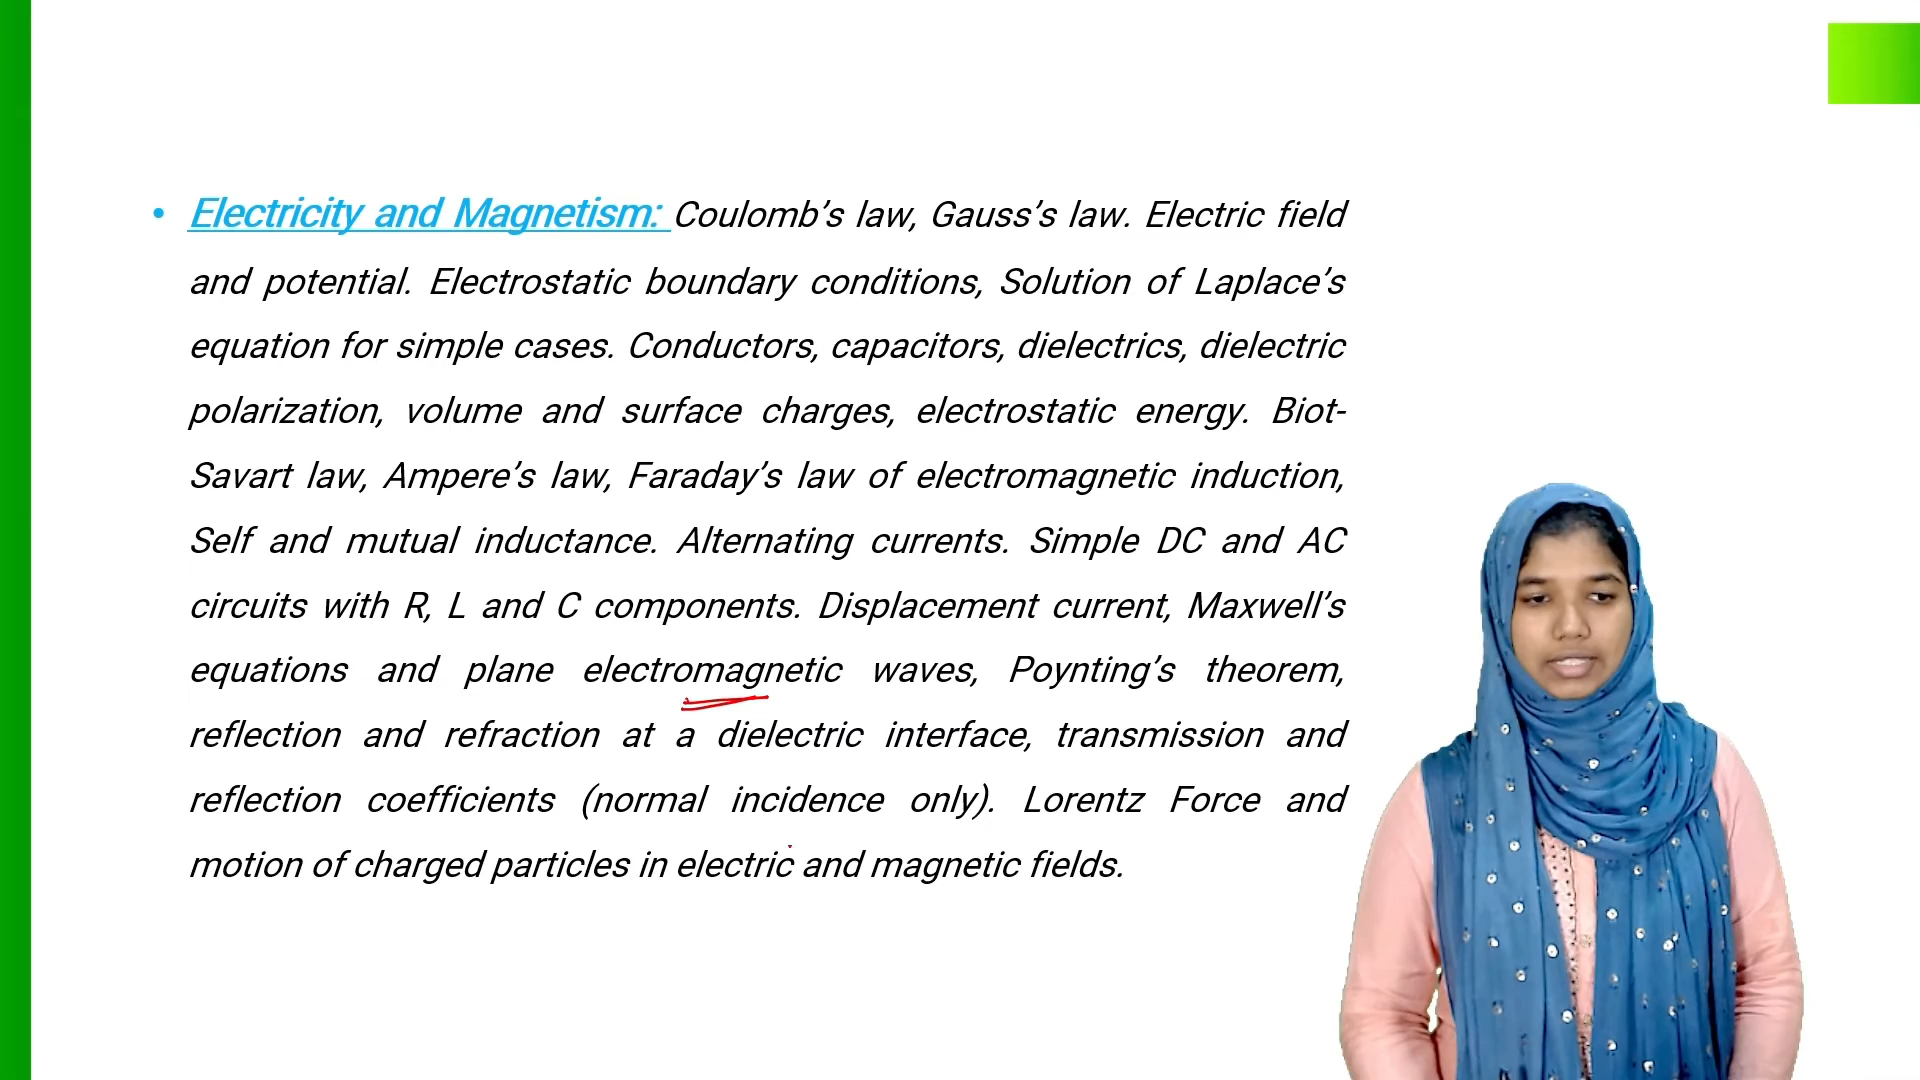 • Electricity and Magnetism: Coulomb’s law, Gauss’s law. Electric field
and potential. Electrostatic boundary conditions, Solution of Laplace’s
equation for simple cases. Conductors, capacitors, dielectrics, dielectric
polarization, volume and surface charges, electrostatic energy. Biot-
Savart law, Ampere’s law, Faraday’s law of electromagnetic induction,
Self and mutual inductance. Alternating currents. Simple DC and AC
circuits with R, L and C components. Displacement current, Maxwell’s
equations and plane electromagnetic waves, Poynting’s theorem,
reflection and refraction at a dielectric interface, transmission and
reflection coefficients (normal incidence only). Lorentz Force and
motion of charged particles in electric and magnetic fields.